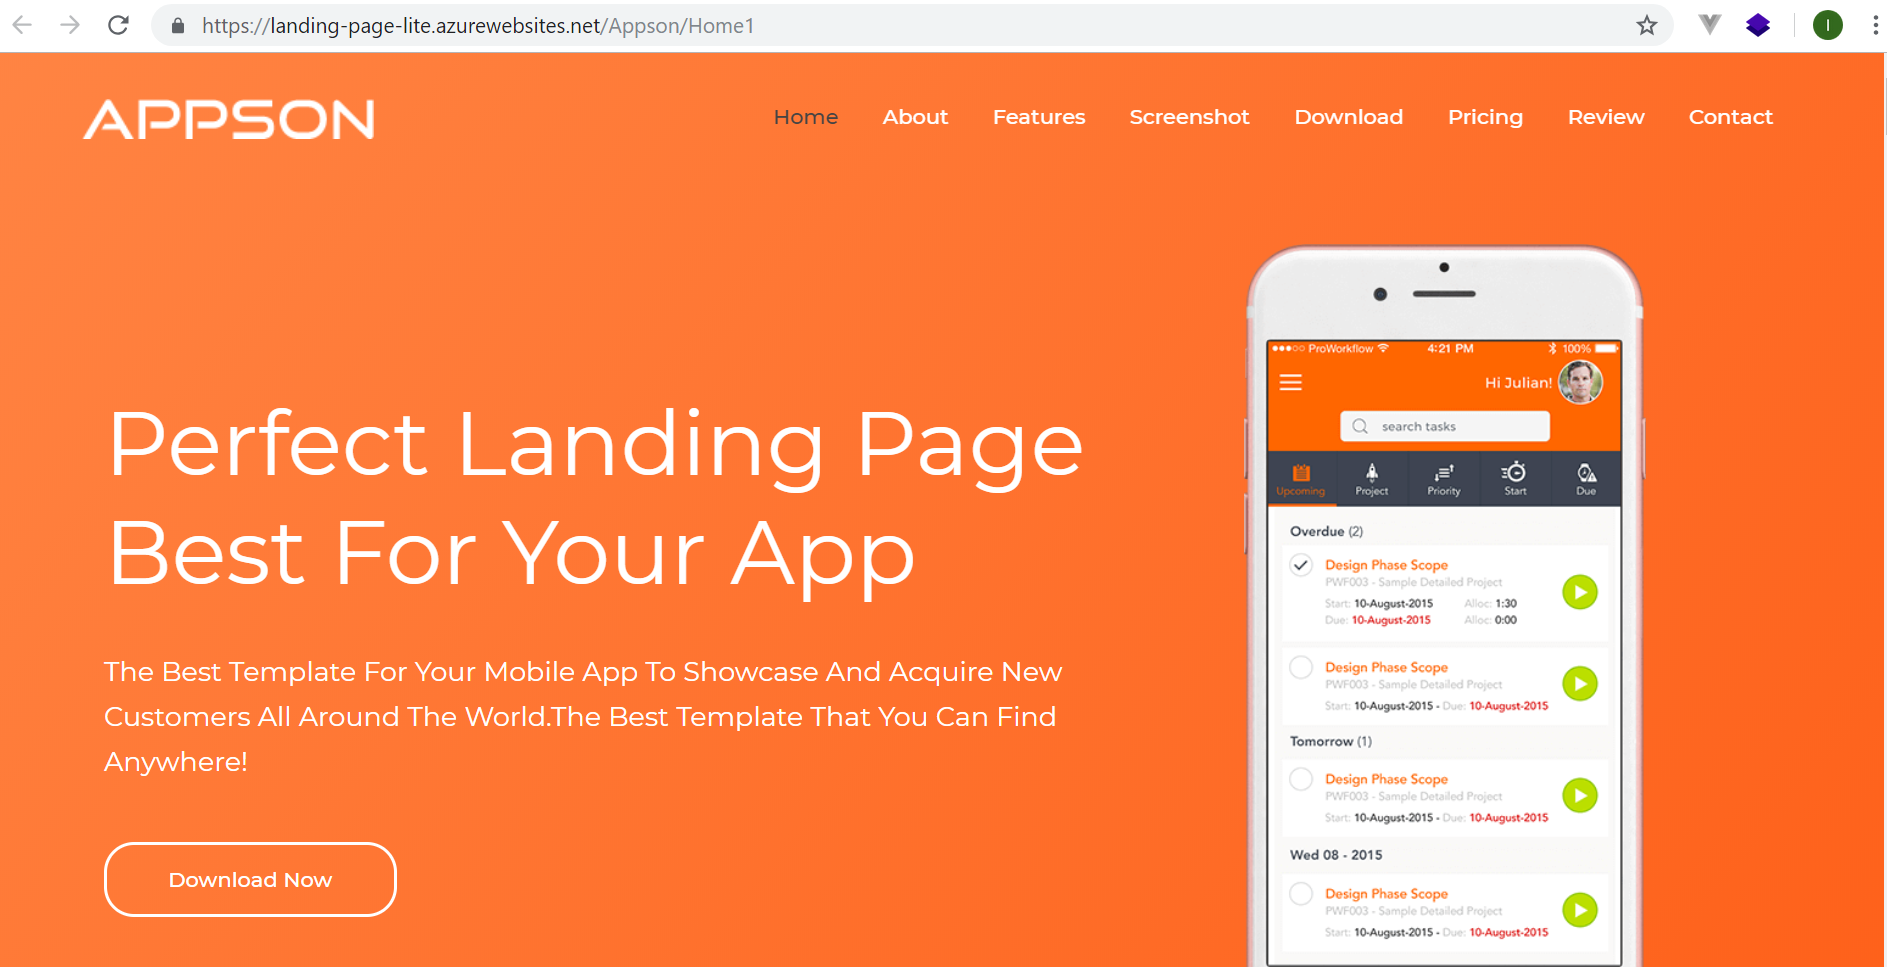 https://landing-page-lite.azurewebsites.net/Appson/Home1
I
APPSON
Home About Features Screenshot Download Pricing Review Contact
Perfect Landing Page
Best For Your App
The Best Template For Your Mobile App To Showcase And Acquire New
Customers All Around The World.The Best Template That You Can Find
Anywhere!
Download Now
ProWorkflow 4:21 PM 100%
Hi Julian!
search tasks
Upcoming Project Priority Start Due
Overdue (2)
Design Phase Scope
PWF003 - Sample Detailed Project
Start: 10-August-2015 Alloc: 1:30
Due: 10-August-2015 Alloc: 0:00
Design Phase Scope
PWF003 - Sample Detailed Project
Start: 10-August-2015 - Due: 10-August-2015
Tomorrow (1)
Design Phase Scope
PWF003 - Sample Detailed Project
Start: 10-August-2015 - Due: 10-August-2015
Wed 08 - 2015
Design Phase Scope
PWF003 - Sample Detailed Project
Start: 10-August-2015 - Due: 10-August-2015